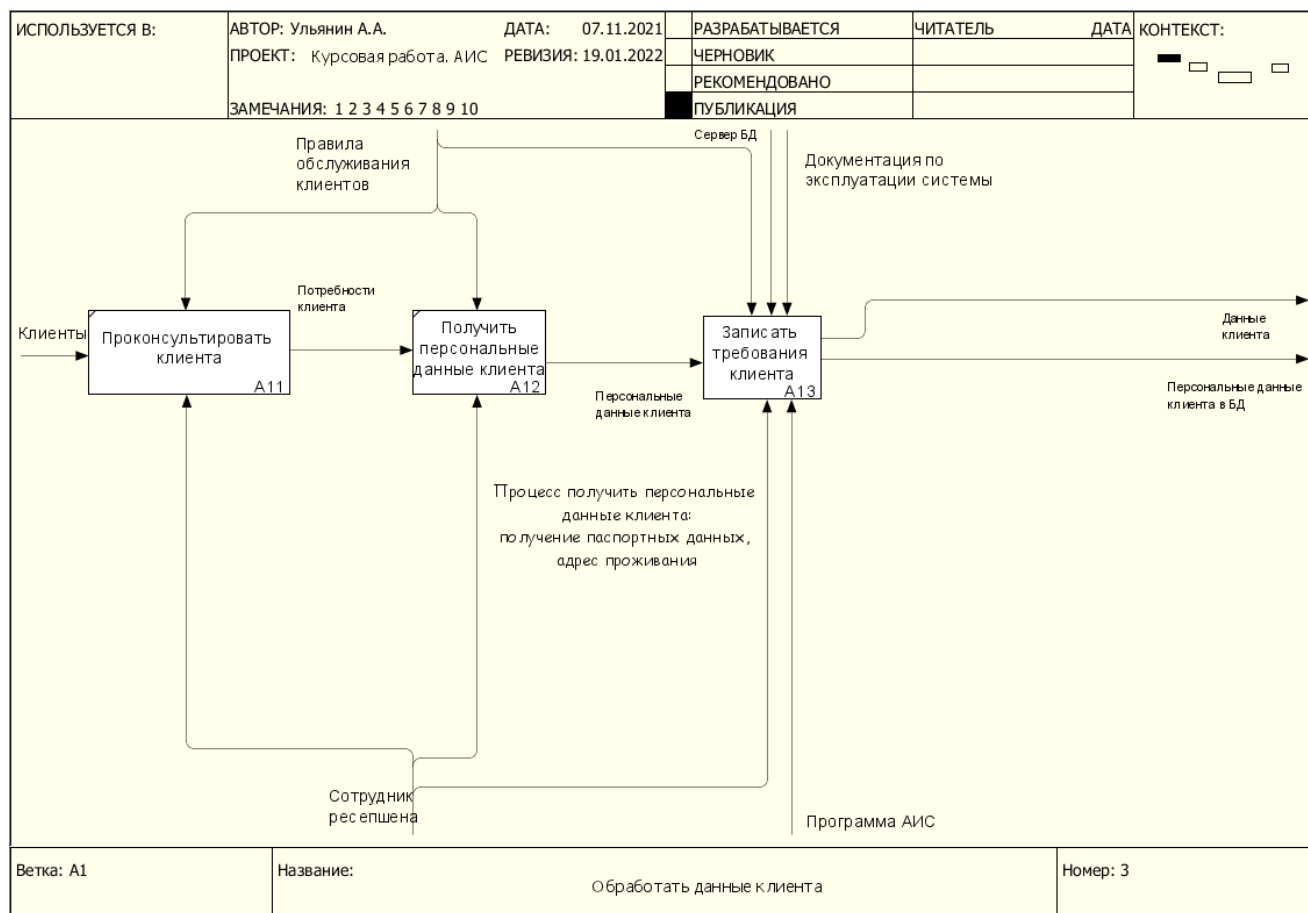 ИСПОЛЬЗУЕТСЯ В:
АВТОР: Ульянин А.А.
ДАТА: 07.11.2021
ПРОЕКТ: Курсовая работа. АИС
РЕВИЗИЯ: 19.01.2022
ЗАМЕЧАНИЯ: 1 2 3 4 5 6 7 8 9 10
РАЗРАБАТЫВАЕТСЯ
ЧЕРНОВИК
РЕКОМЕНДОВАНО
ПУБЛИКАЦИЯ
ЧИТАТЕЛЬ
ДАТА
КОНТЕКСТ:
Правила
обслуживания
клиентов
Сервер БД
Документация по
эксплуатации системы
Клиенты
Проконсультировать
клиента
A11
Потребности
клиента
Получить
персональные
данные клиента
A12
Персональные
данные клиента
Записать
требования
клиента
A13
Данные
клиента
Персональные данные
клиента в БД
Процесс получить персональные
данные клиента:
получение паспортных данных,
адрес проживания
Сотрудник
ресепшена
Программа АИС
Ветка: A1
Название:
Обработать данные клиента
Номер: 3